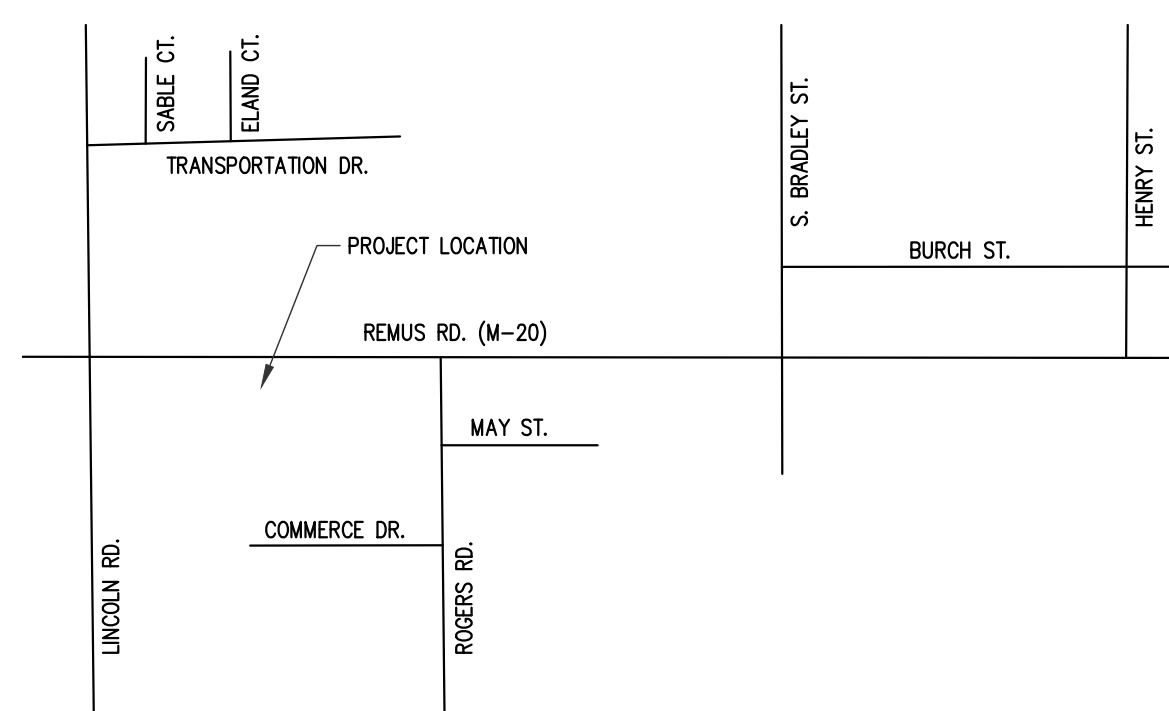 SABLE CT.
ELAND CT.
TRANSPORTATION DR.
S. BRADLEY ST.
HENRY ST.
PROJECT LOCATION
BURCH ST.
REMUS RD. (M-20)
MAY ST.
COMMERCE DR.
LINCOLN RD.
ROGERS RD.